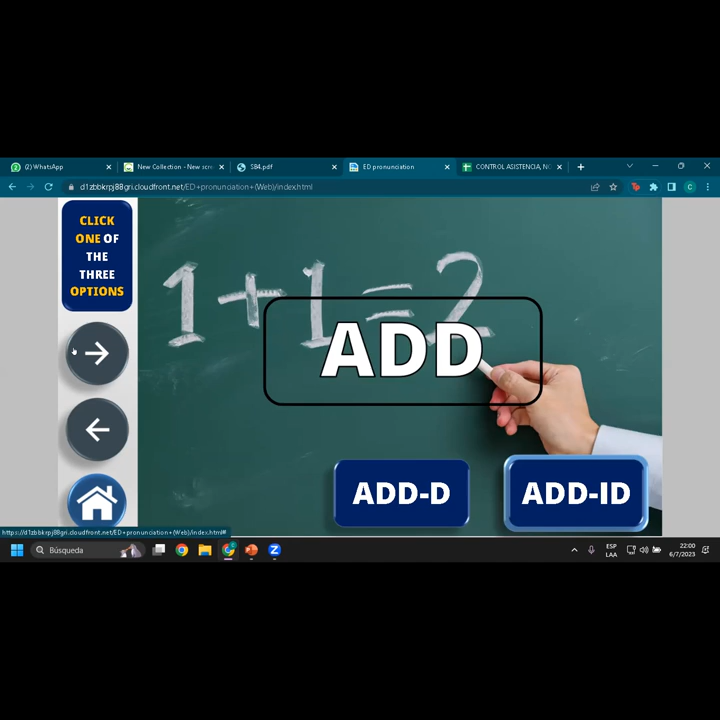 (2) WhatsApp
New Collection - New scre
S84.pdf
ED pronunciation
CONTROL ASISTENCIA, NO
d1zbbkrpj88gri.cloudfront.net/ED+pronunciation+(Web)/index.html
C
CLICK
ONE OF
THE
THREE
OPTIONS
1+1=2
ADD
ADD-D
ADD-ID
https://d1zbbkrpj88gri.cloudfront.net/ED+pronunciation+(Web)/index.html#
Búsqueda
ESP
LAA
22:00
6/7/2023